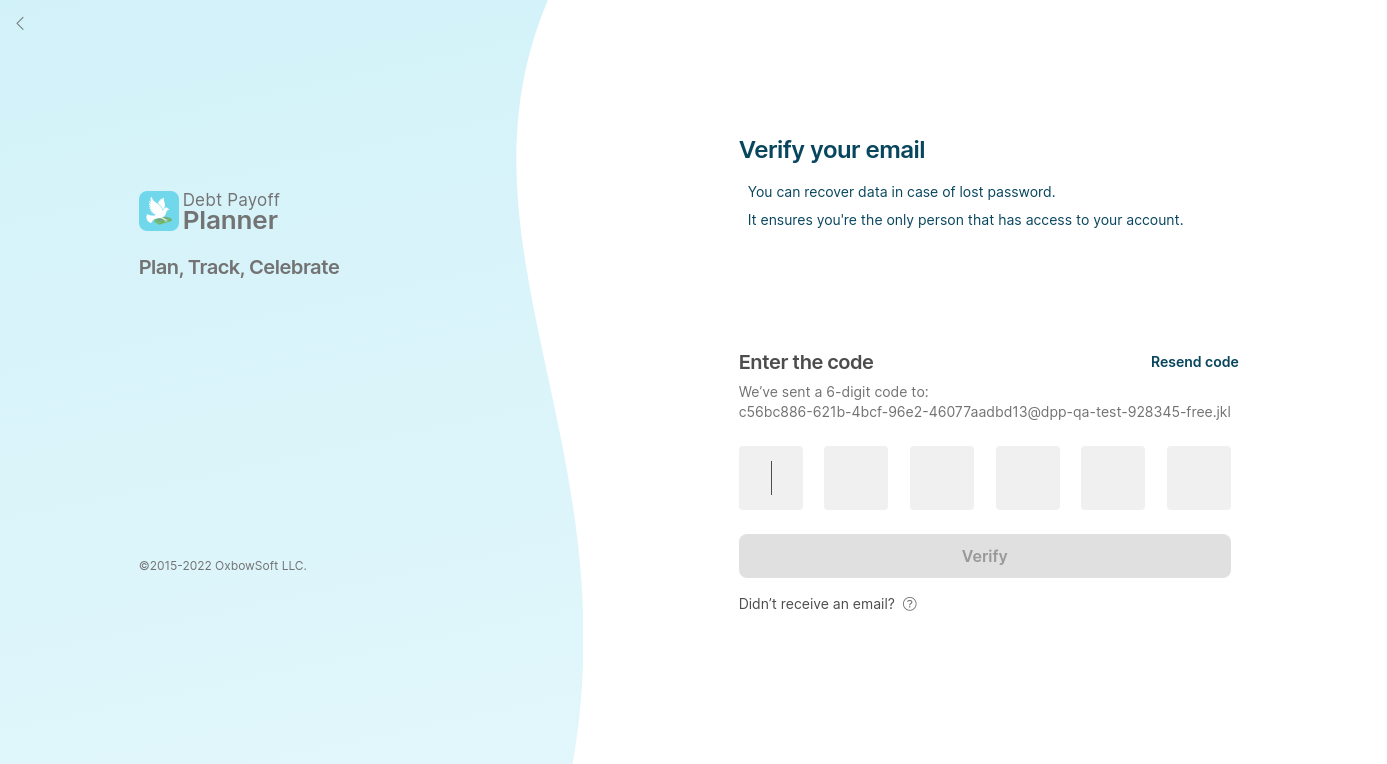 Debt Payoff
Planner
Plan, Track, Celebrate
©2015-2022 OxbowSoft LLC.
Verify your email
You can recover data in case of lost password.
It ensures you're the only person that has access to your account.
Enter the code
Resend code
We’ve sent a 6-digit code to:
c56bc886-621b-4bcf-96e2-46077aadbd13@dpp-qa-test-928345-free.jkl
Verify
Didn’t receive an email?